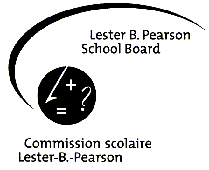 Lester B. Pearson
School Board
+
= ?
Commission scolaire
Lester-B.-Pearson